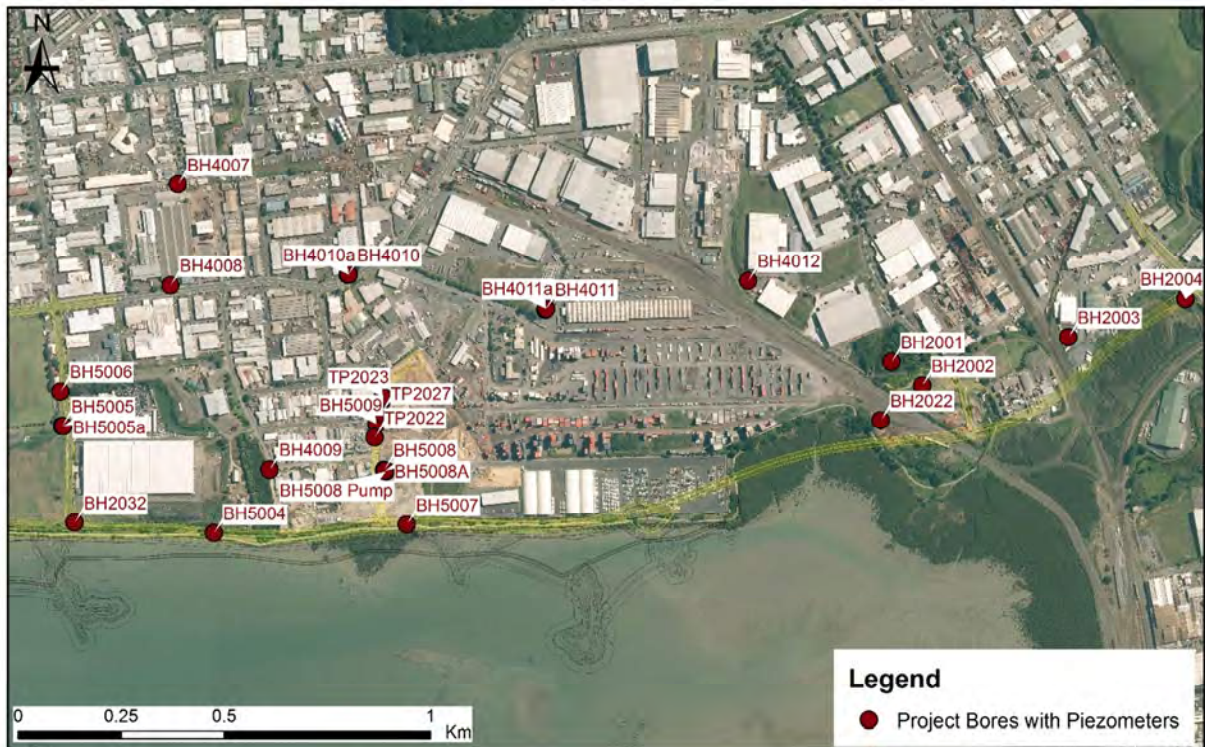 N
BH4007
BH4010a BH4010
BH4008
BH4012
BH4011a BH4011
BH2004
BH2003
BH2001
BH2002
BH5006
TP2023
TP2027
BH5005
BH5009
BH5005a
TP2022
BH2022
BH4009
BH5008
BH5008A
BH5008 Pump
BH2032
BH5004
BH5007
Legend
Project Bores with Piezometers
0 0.25 0.5 1
Km